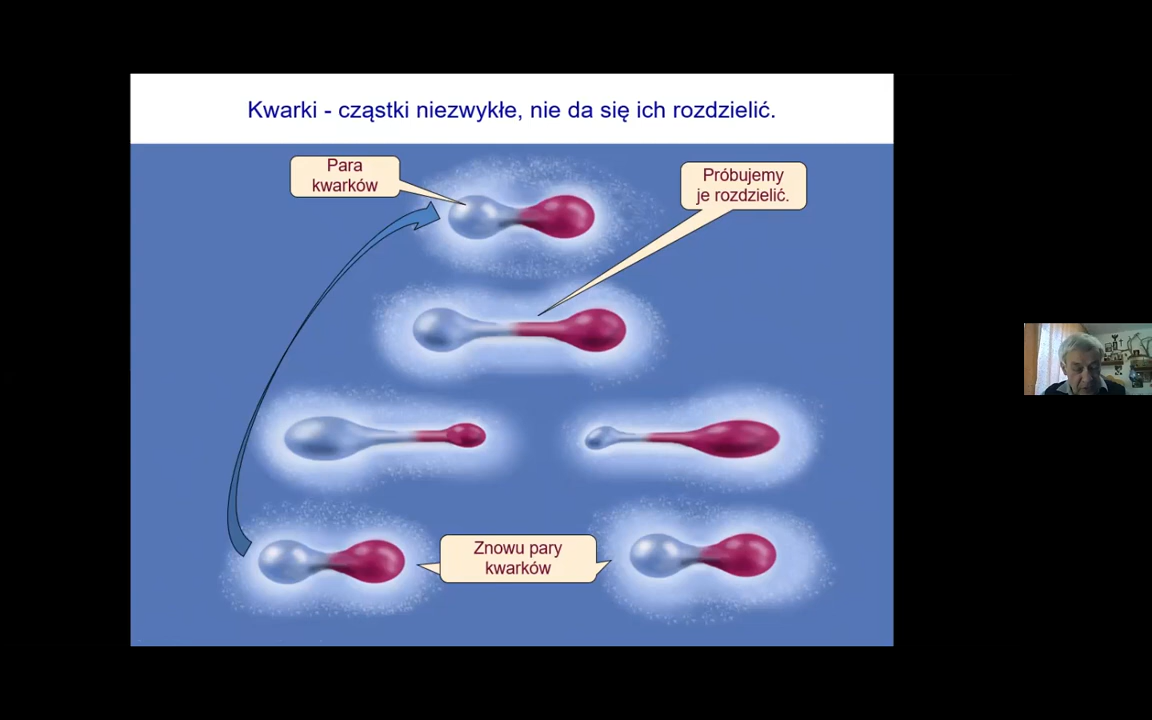 Kwarki - cząstki niezwykłe, nie da się ich rozdzielić.
Para
kwarków
Próbujemy
je rozdzielić.
Znowu pary
kwarków